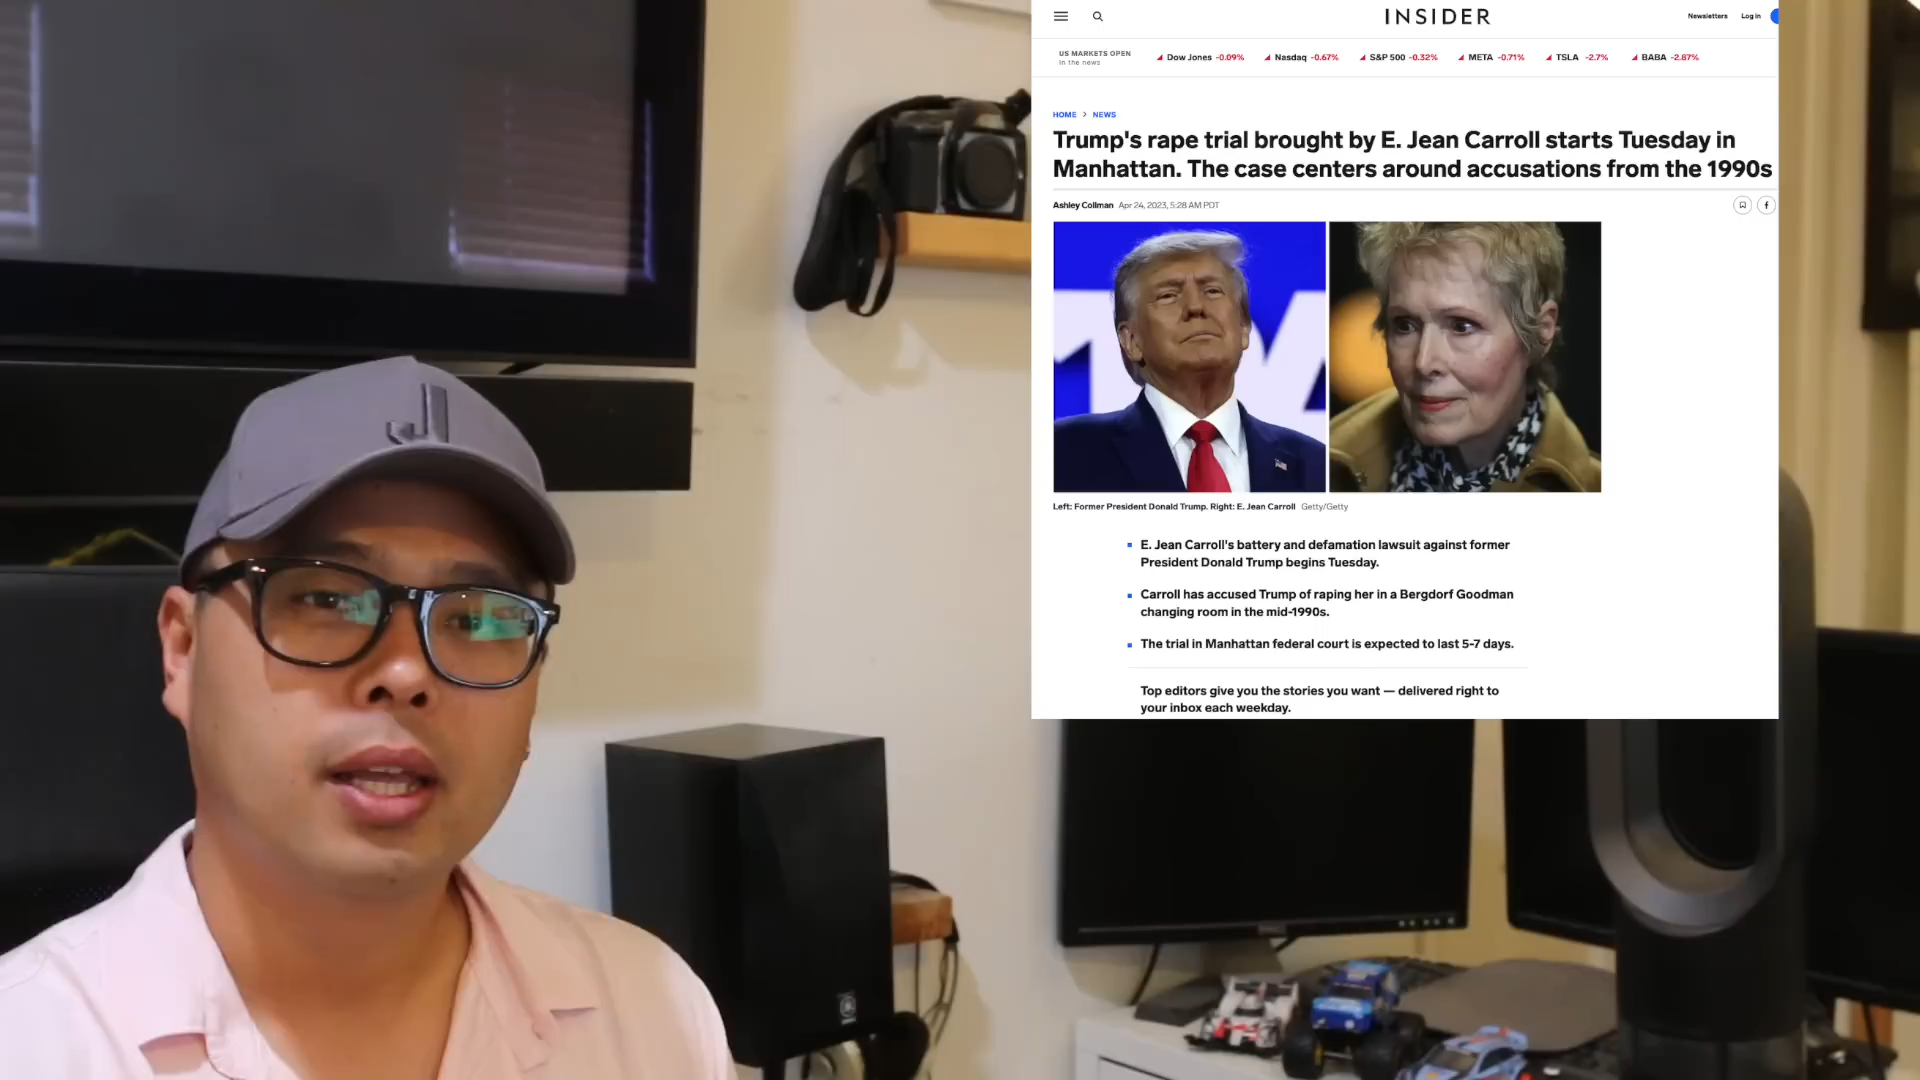 INSIDER
Newsletters Log in
US MARKETS OPEN
In the news
Dow Jones -0.09% Nasdaq -0.67% S&P 500 -0.32% META -0.71% TSLA -2.7% BABA -2.87%
HOME > NEWS
Trump's rape trial brought by E. Jean Carroll starts Tuesday in
Manhattan. The case centers around accusations from the 1990s
Ashley Collman Apr 24, 2023, 5:28 AM PDT
Left: Former President Donald Trump. Right: E. Jean Carroll Getty/Getty
E. Jean Carroll's battery and defamation lawsuit against former
President Donald Trump begins Tuesday.
Carroll has accused Trump of raping her in a Bergdorf Goodman
changing room in the mid-1990s.
The trial in Manhattan federal court is expected to last 5-7 days.
Top editors give you the stories you want — delivered right to
your inbox each weekday.
J